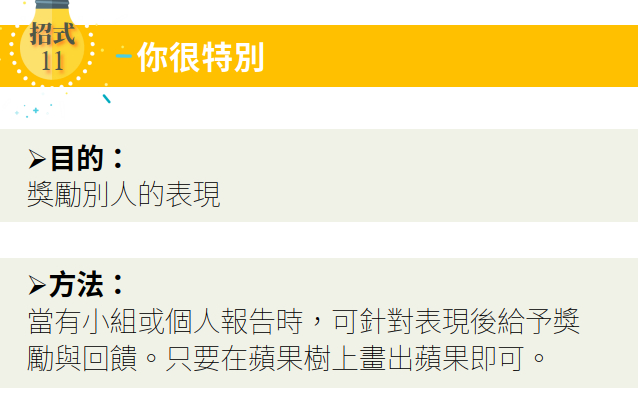 招式
11
你很特別
➢目的：
獎勵別人的表現
➢方法：
當有小組或個人報告時，可針對表現後給予獎
勵與回饋。只要在蘋果樹上畫出蘋果即可。